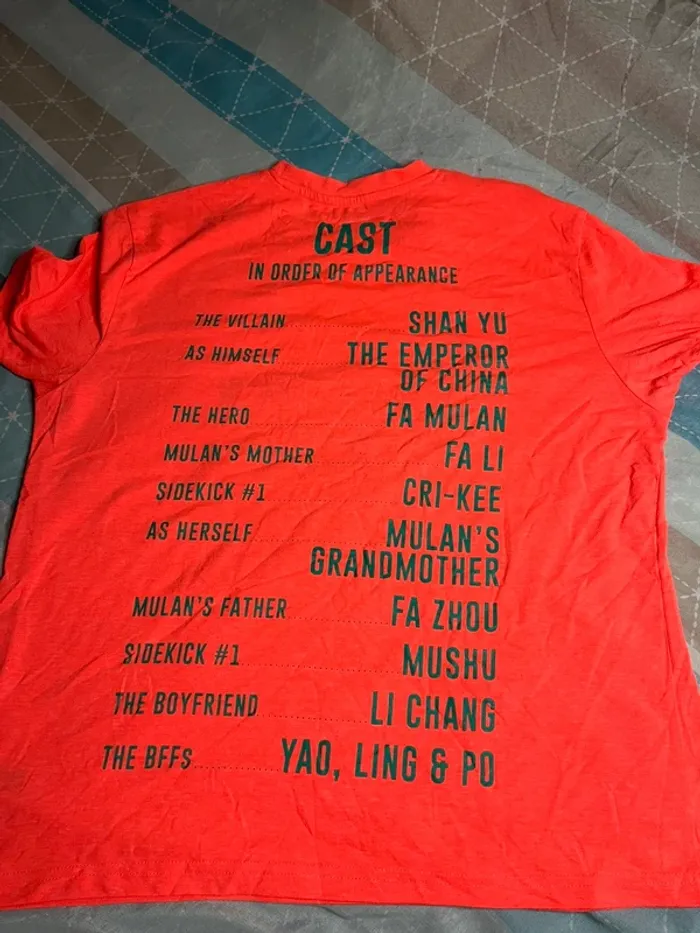 CAST
IN ORDER OF APPEARANCE
THE VILLAIN SHAN YU
AS HIMSELF THE EMPEROR
OF CHINA
THE HERO FA MULAN
MULAN'S MOTHER FA LI
SIDEKICK #1 CRI-KEE
AS HERSELF MULAN'S
GRANDMOTHER
MULAN'S FATHER FA ZHOU
SIDEKICK #1 MUSHU
THE BOYFRIEND LI CHANG
THE BFFS YAO, LING & PO